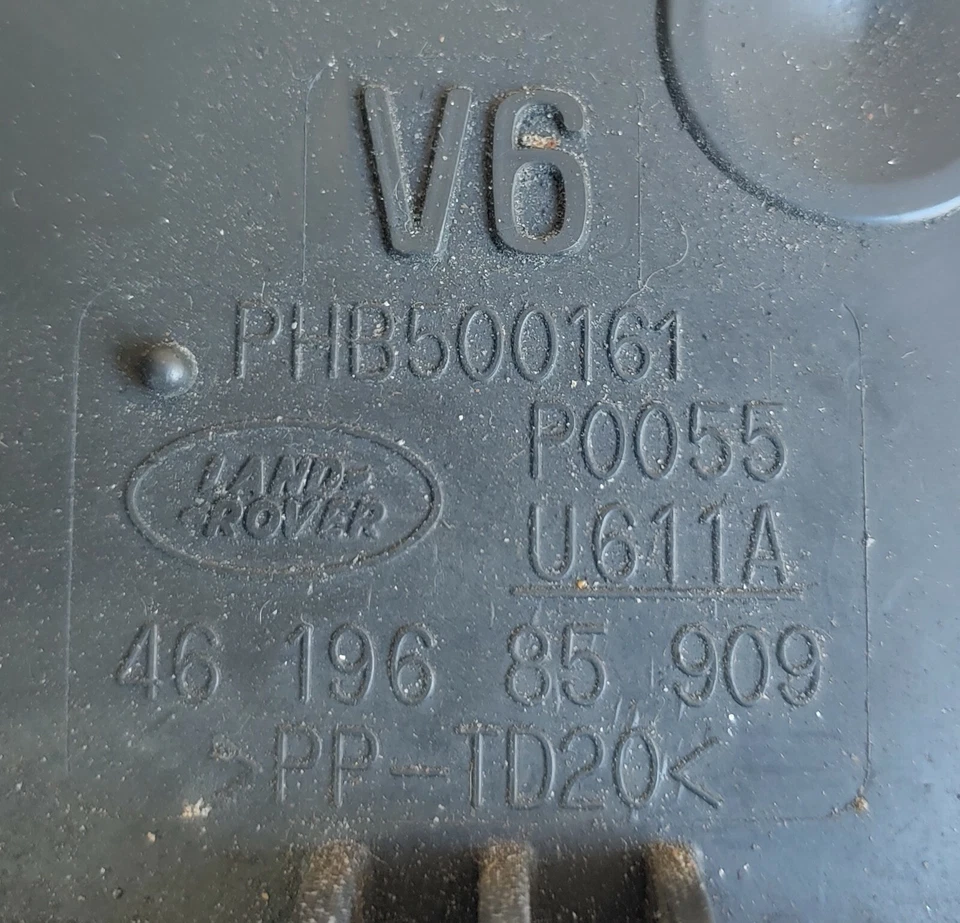 V6
PHB500161
P0055
LAND-
-ROVER
U611A
46 196 85 909
>PP-TD20<